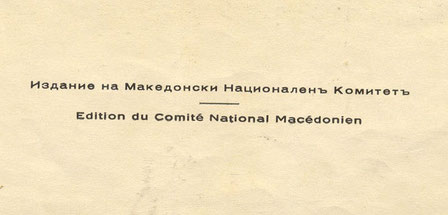 Издание на Македонски Националенъ Комитетъ
Edition du Comité National Macédonien